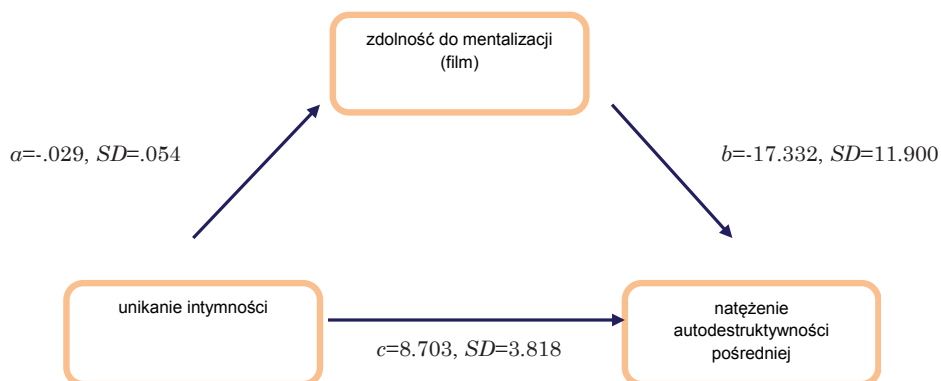 zdolność do mentalizacji
(film)
a=-.029, SD=.054
b=-17.332, SD=11.900
unikanie intymności
c=8.703, SD=3.818
natężenie
autodestruktywności
pośredniej